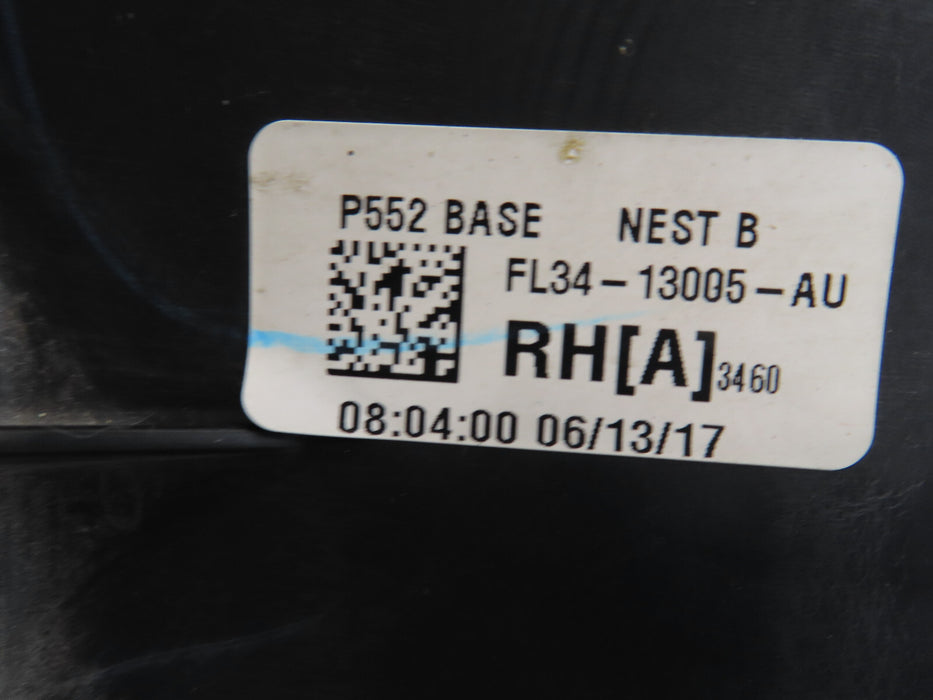 P552 BASE NEST B
FL34-13005-AU
RH[A]3460
08:04:00 06/13/17